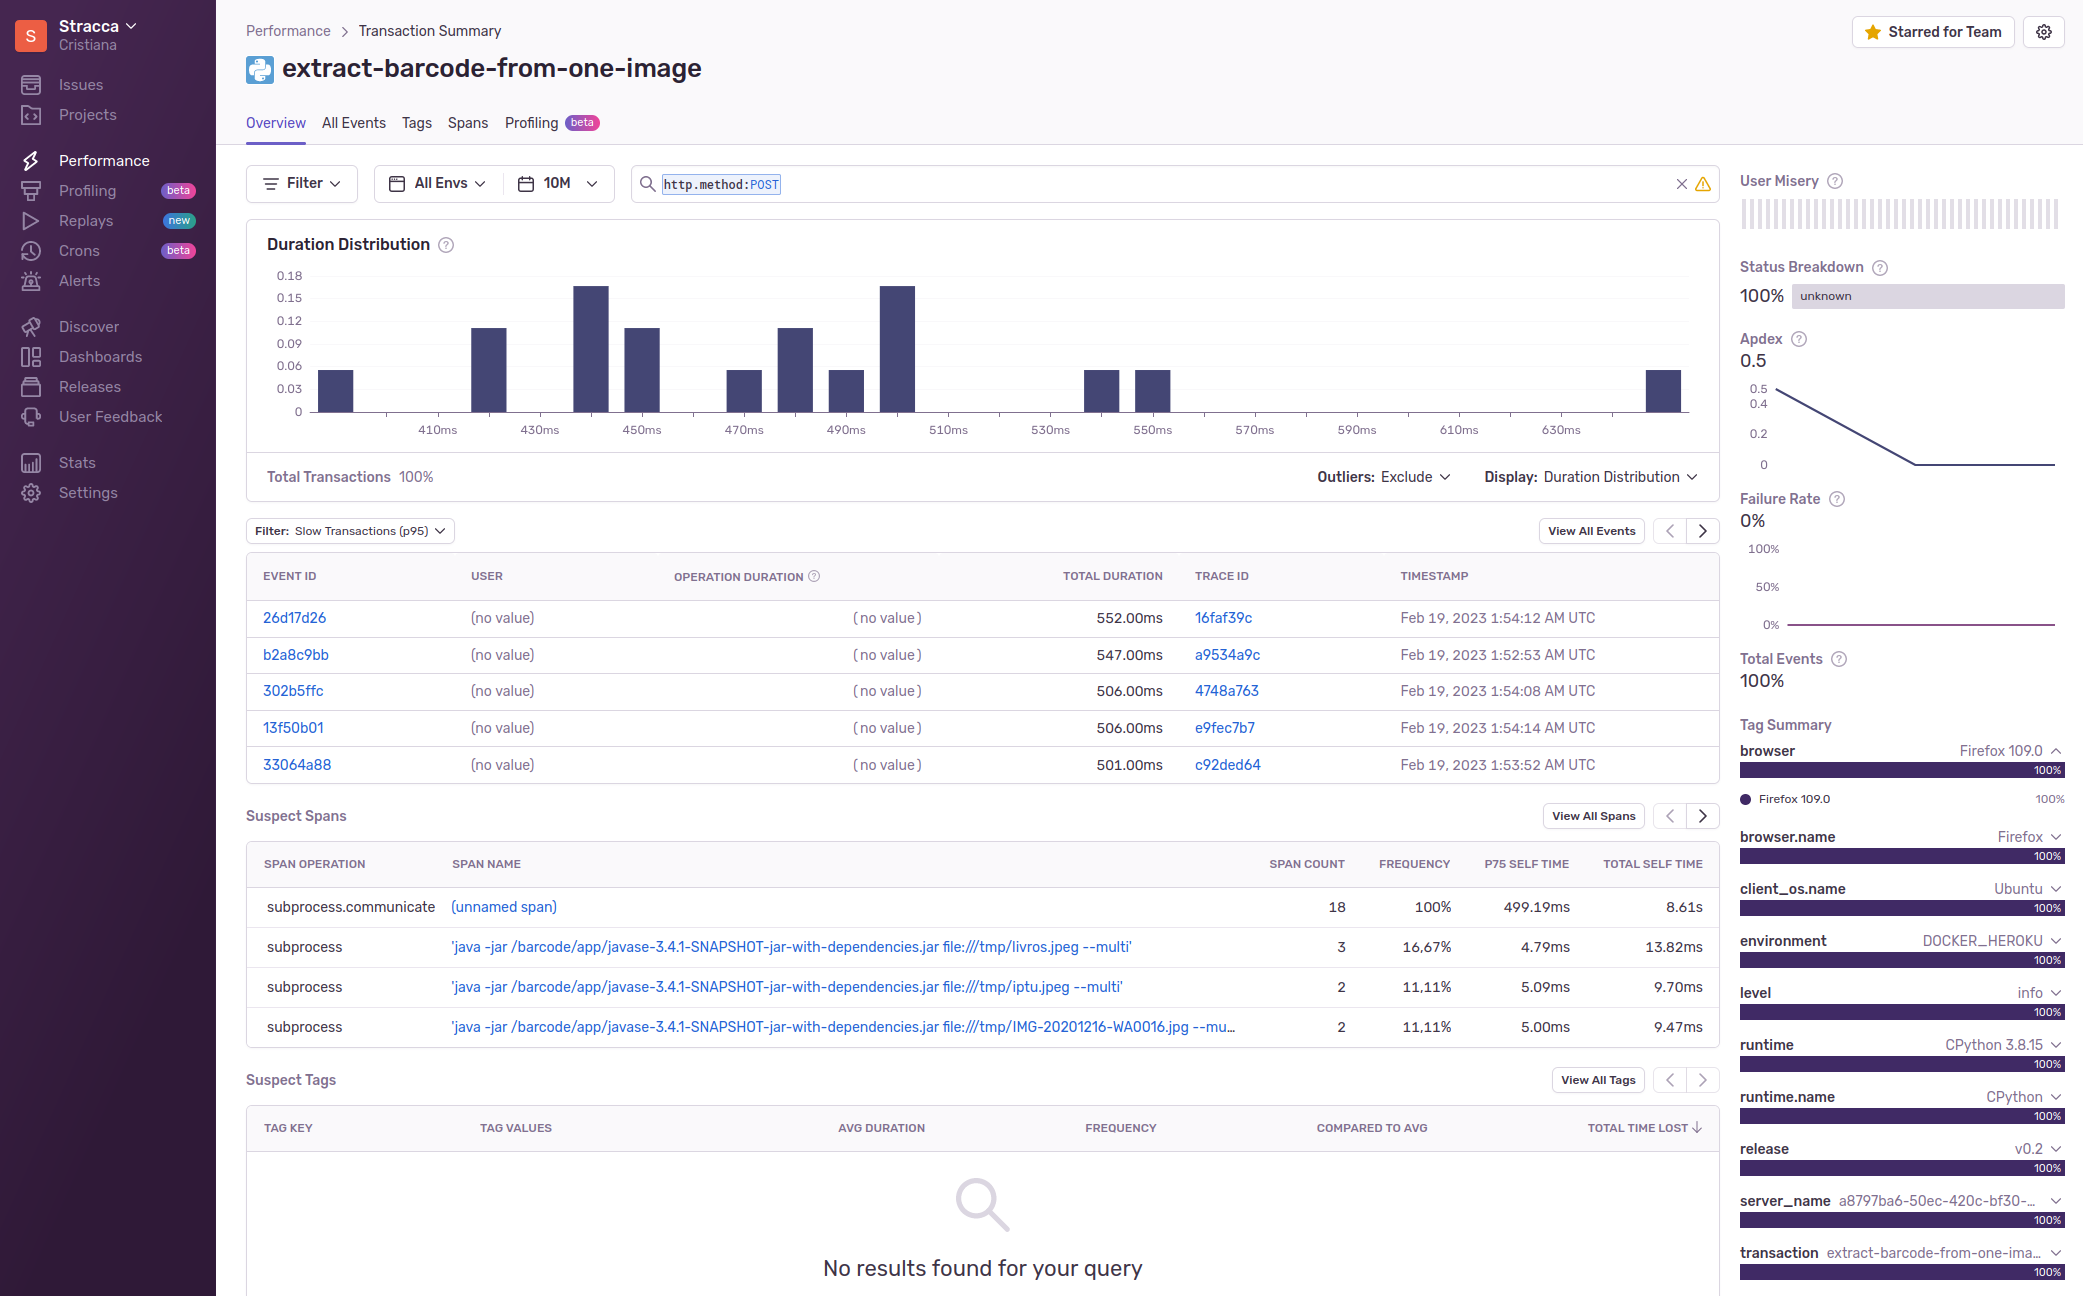 S
Stracca
Cristiana
Issues
Projects
Performance
Profiling beta
Replays new
Crons beta
Alerts
Discover
Dashboards
Releases
User Feedback
Stats
Settings
Performance > Transaction Summary
Starred for Team
extract-barcode-from-one-image
Overview All Events Tags Spans Profiling beta
Filter All Envs 10M http.method:POST
Duration Distribution ?
0.18
0.15
0.12
0.09
0.06
0.03
0
410ms 430ms 450ms 470ms 490ms 510ms 530ms 550ms 570ms 590ms 610ms 630ms
Total Transactions 100% Outliers: Exclude Display: Duration Distribution
Filter: Slow Transactions (p95) View All Events
EVENT ID USER OPERATION DURATION ? TOTAL DURATION TRACE ID TIMESTAMP
26d17d26 (no value) (no value) 552.00ms 16faf39c Feb 19, 2023 1:54:12 AM UTC
b2a8c9bb (no value) (no value) 547.00ms a9534a9c Feb 19, 2023 1:52:53 AM UTC
302b5ffc (no value) (no value) 506.00ms 4748a763 Feb 19, 2023 1:54:08 AM UTC
13f50b01 (no value) (no value) 506.00ms e9fec7b7 Feb 19, 2023 1:54:14 AM UTC
33064a88 (no value) (no value) 501.00ms c92ded64 Feb 19, 2023 1:53:52 AM UTC
Suspect Spans View All Spans
SPAN OPERATION SPAN NAME SPAN COUNT FREQUENCY P75 SELF TIME TOTAL SELF TIME
subprocess.communicate (unnamed span) 18 100% 499.19ms 8.61s
subprocess 'java -jar /barcode/app/javase-3.4.1-SNAPSHOT-jar-with-dependencies.jar file:///tmp/livros.jpeg --multi' 3 16,67% 4.79ms 13.82ms
subprocess 'java -jar /barcode/app/javase-3.4.1-SNAPSHOT-jar-with-dependencies.jar file:///tmp/iptu.jpeg --multi' 2 11,11% 5.09ms 9.70ms
subprocess 'java -jar /barcode/app/javase-3.4.1-SNAPSHOT-jar-with-dependencies.jar file:///tmp/IMG-20201216-WA0016.jpg --mu... 2 11,11% 5.00ms 9.47ms
Suspect Tags View All Tags
TAG KEY TAG VALUES AVG DURATION FREQUENCY COMPARED TO AVG TOTAL TIME LOST
No results found for your query
User Misery ?
Status Breakdown ?
100% unknown
Apdex ?
0.5
0.5
0.4
0.2
0
Failure Rate ?
0%
100%
50%
0%
Total Events ?
100%
Tag Summary
browser Firefox 109.0
100%
Firefox 109.0 100%
browser.name Firefox
100%
client_os.name Ubuntu
100%
environment DOCKER_HEROKU
100%
level info
100%
runtime CPython 3.8.15
100%
runtime.name CPython
100%
release v0.2
100%
server_name a8797ba6-50ec-420c-bf30-...
100%
transaction extract-barcode-from-one-ima...
100%